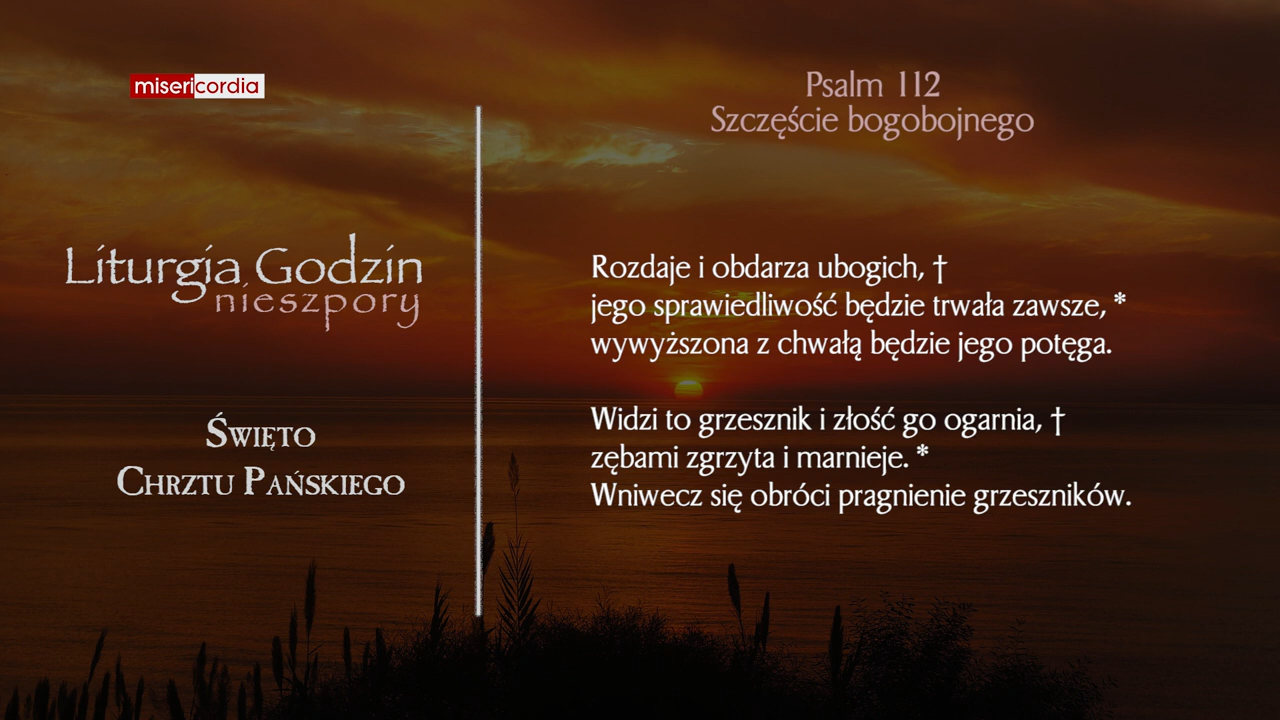 misericordia
Liturgia Godzin
nieszpory
Święto
Chrztu Pańskiego
Psalm 112
Szczęście bogobojnego
Rozdaje i obdarza ubogich, †
jego sprawiedliwość będzie trwała zawsze, *
wywyższona z chwałą będzie jego potęga.
Widzi to grzesznik i złość go ogarnia, †
zębami zgrzyta i marnieje. *
Wniwecz się obróci pragnienie grzeszników.